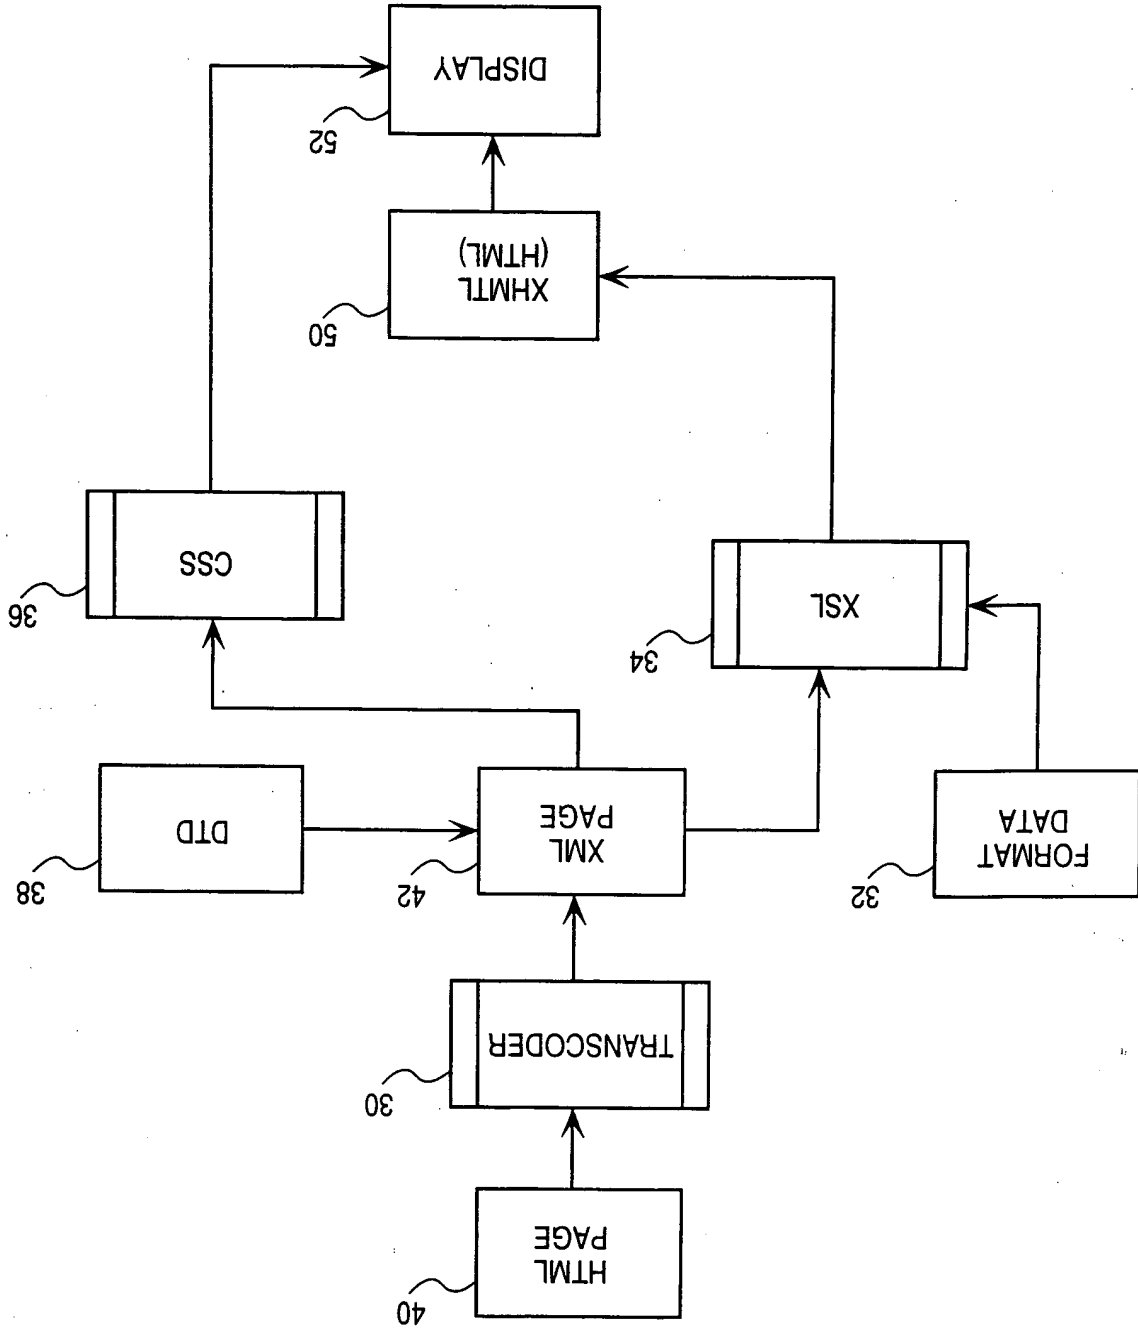 HTML
PAGE
40
TRANSCODER
30
FORMAT
DATA
32
XML
PAGE
42
DTD
38
XSL
34
CSS
36
XHMTL
(HTML)
50
DISPLAY
52